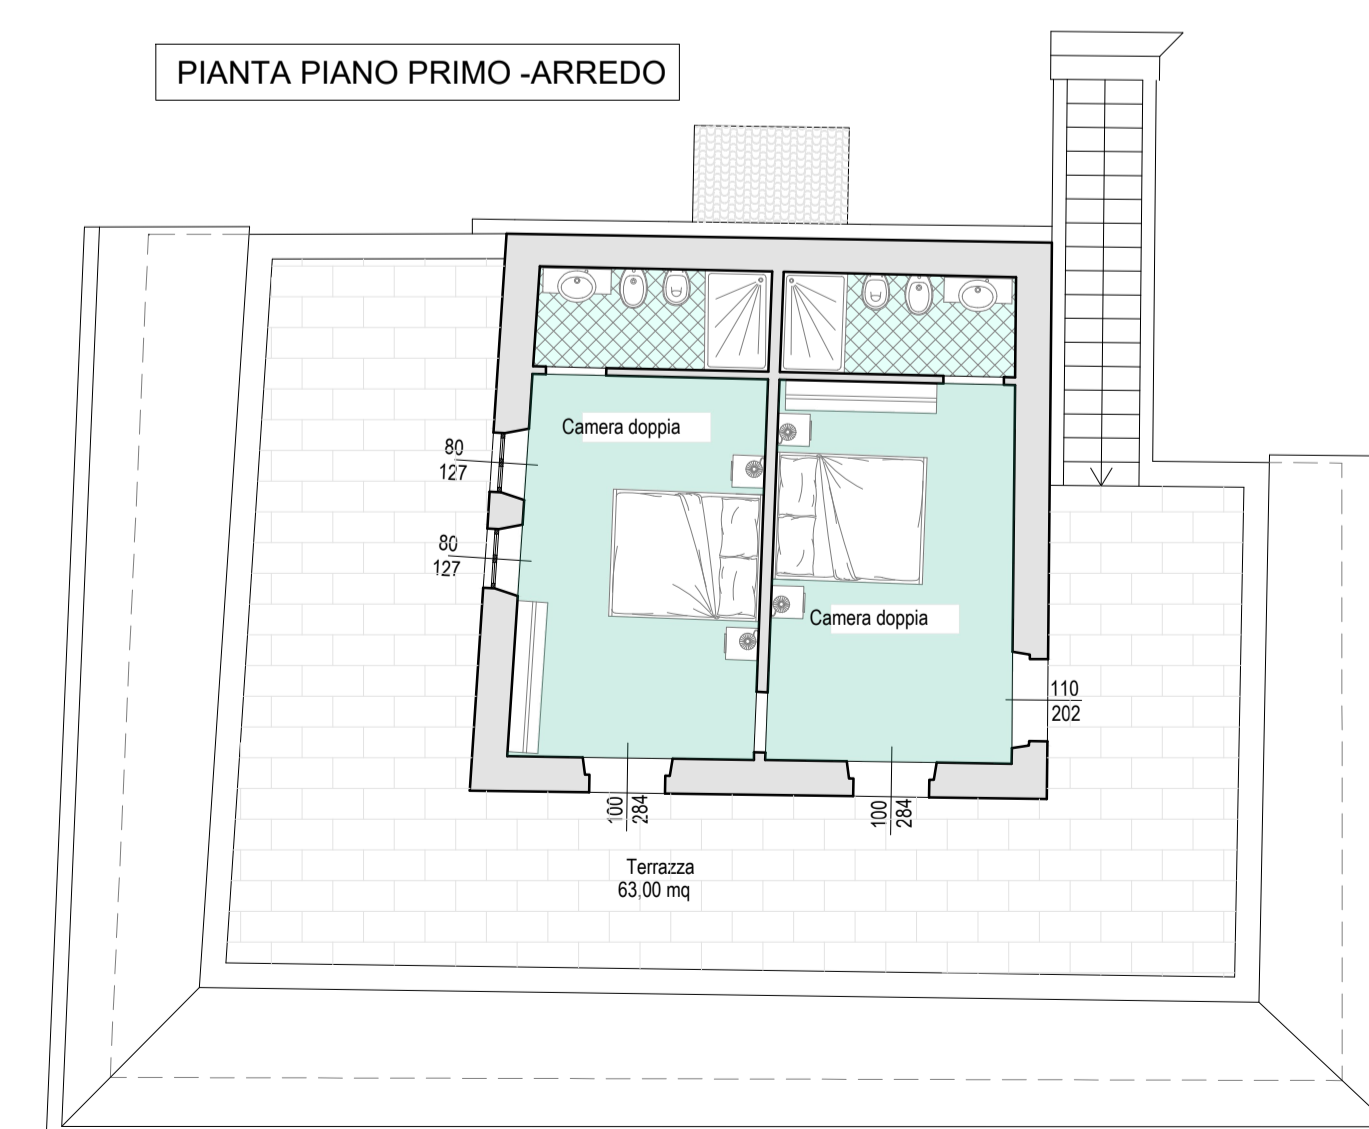 PIANTA PIANO PRIMO -ARREDO
Camera doppia
80
127
80
127
Camera doppia
110
202
100
284
100
284
Terrazza
63,00 mq